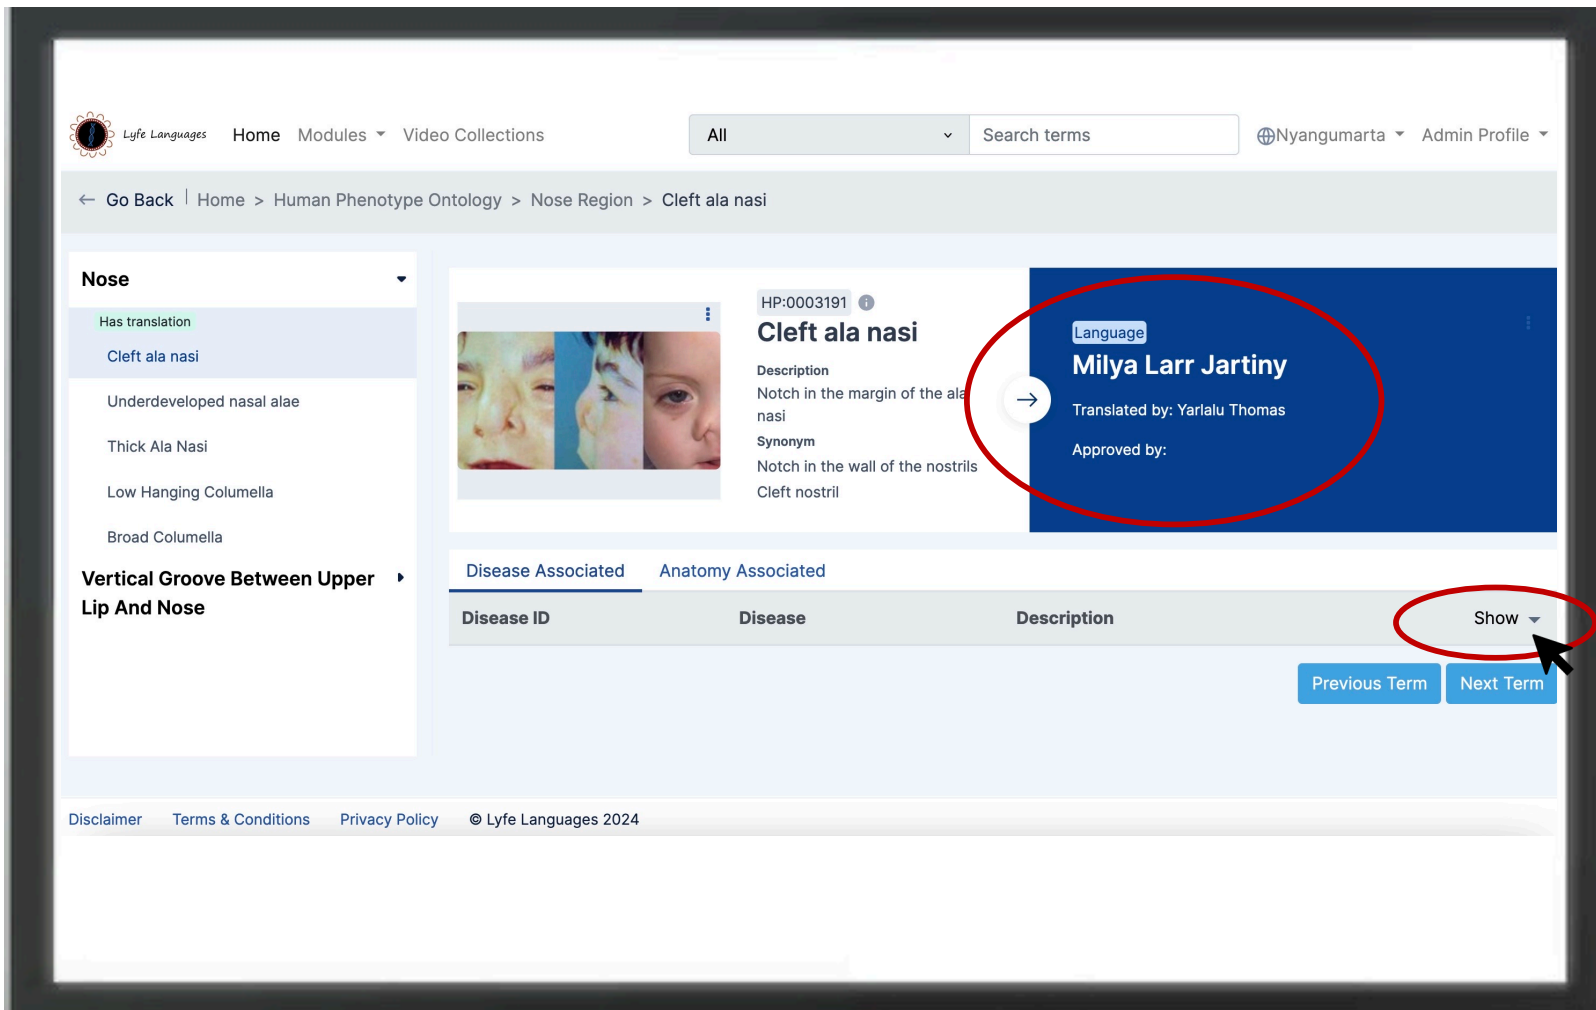 Lyfe Languages Home Modules Video Collections All Search terms Nyangumarta Admin Profile
← Go Back | Home > Human Phenotype Ontology > Nose Region > Cleft ala nasi
Nose
Has translation
Cleft ala nasi
Underdeveloped nasal alae
Thick Ala Nasi
Low Hanging Columella
Broad Columella
Vertical Groove Between Upper
Lip And Nose
HP:0003191
Cleft ala nasi
Description
Notch in the margin of the ala
nasi
Synonym
Notch in the wall of the nostrils
Cleft nostril
Language
Milya Larr Jartiny
Translated by: Yarlalu Thomas
Approved by:
Disease Associated Anatomy Associated
Disease ID Disease Description Show
Previous Term Next Term
Disclaimer Terms & Conditions Privacy Policy © Lyfe Languages 2024